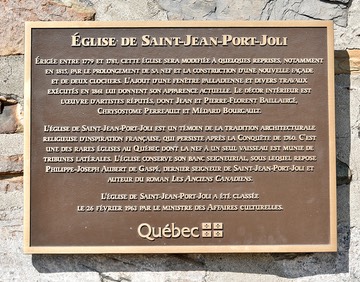 Église de Saint-Jean-Port-Joli
Érigée entre 1779 et 1781, cette église sera modifiée à quelques reprises, notamment
en 1815, par le prolongement de sa nef et la construction d'une nouvelle façade
et de deux clochers. L'ajout d'une fenêtre palladienne et divers travaux
exécutés en 1841 lui donnent son apparence actuelle. Le décor intérieur est
l'œuvre d'artistes réputés, dont Jean et Pierre-Florent Baillairgé,
Chrysostome Perreault et Médard Bourgault.
L'église de Saint-Jean-Port-Joli est un témoin de la tradition architecturale
religieuse d'inspiration française, qui persiste après la Conquête de 1760. C'est
une des rares églises au Québec dont la nef à un seul vaisseau est munie de
tribunes latérales. L'église conserve son banc seigneurial, sous lequel repose
Philippe-Joseph Aubert de Gaspé, dernier seigneur de Saint-Jean-Port-Joli et
auteur du roman Les Anciens Canadiens.
L'église de Saint-Jean-Port-Joli a été classée
le 26 février 1963 par le ministre des Affaires culturelles.
Québec